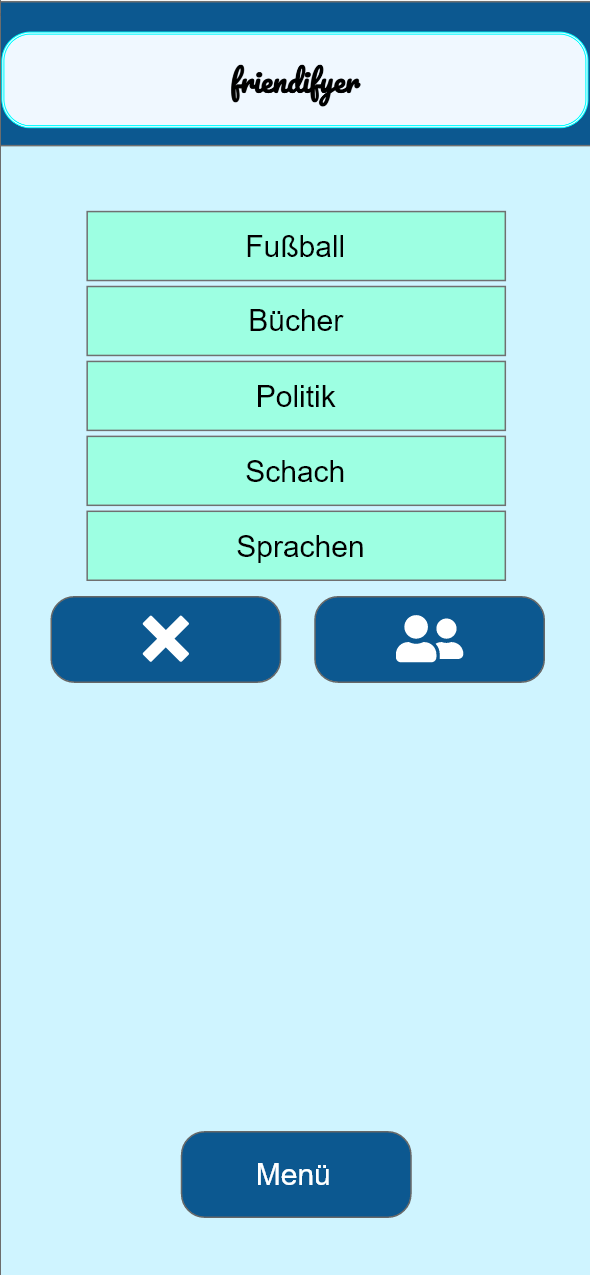 friendifyer
Fußball
Bücher
Politik
Schach
Sprachen
Menü